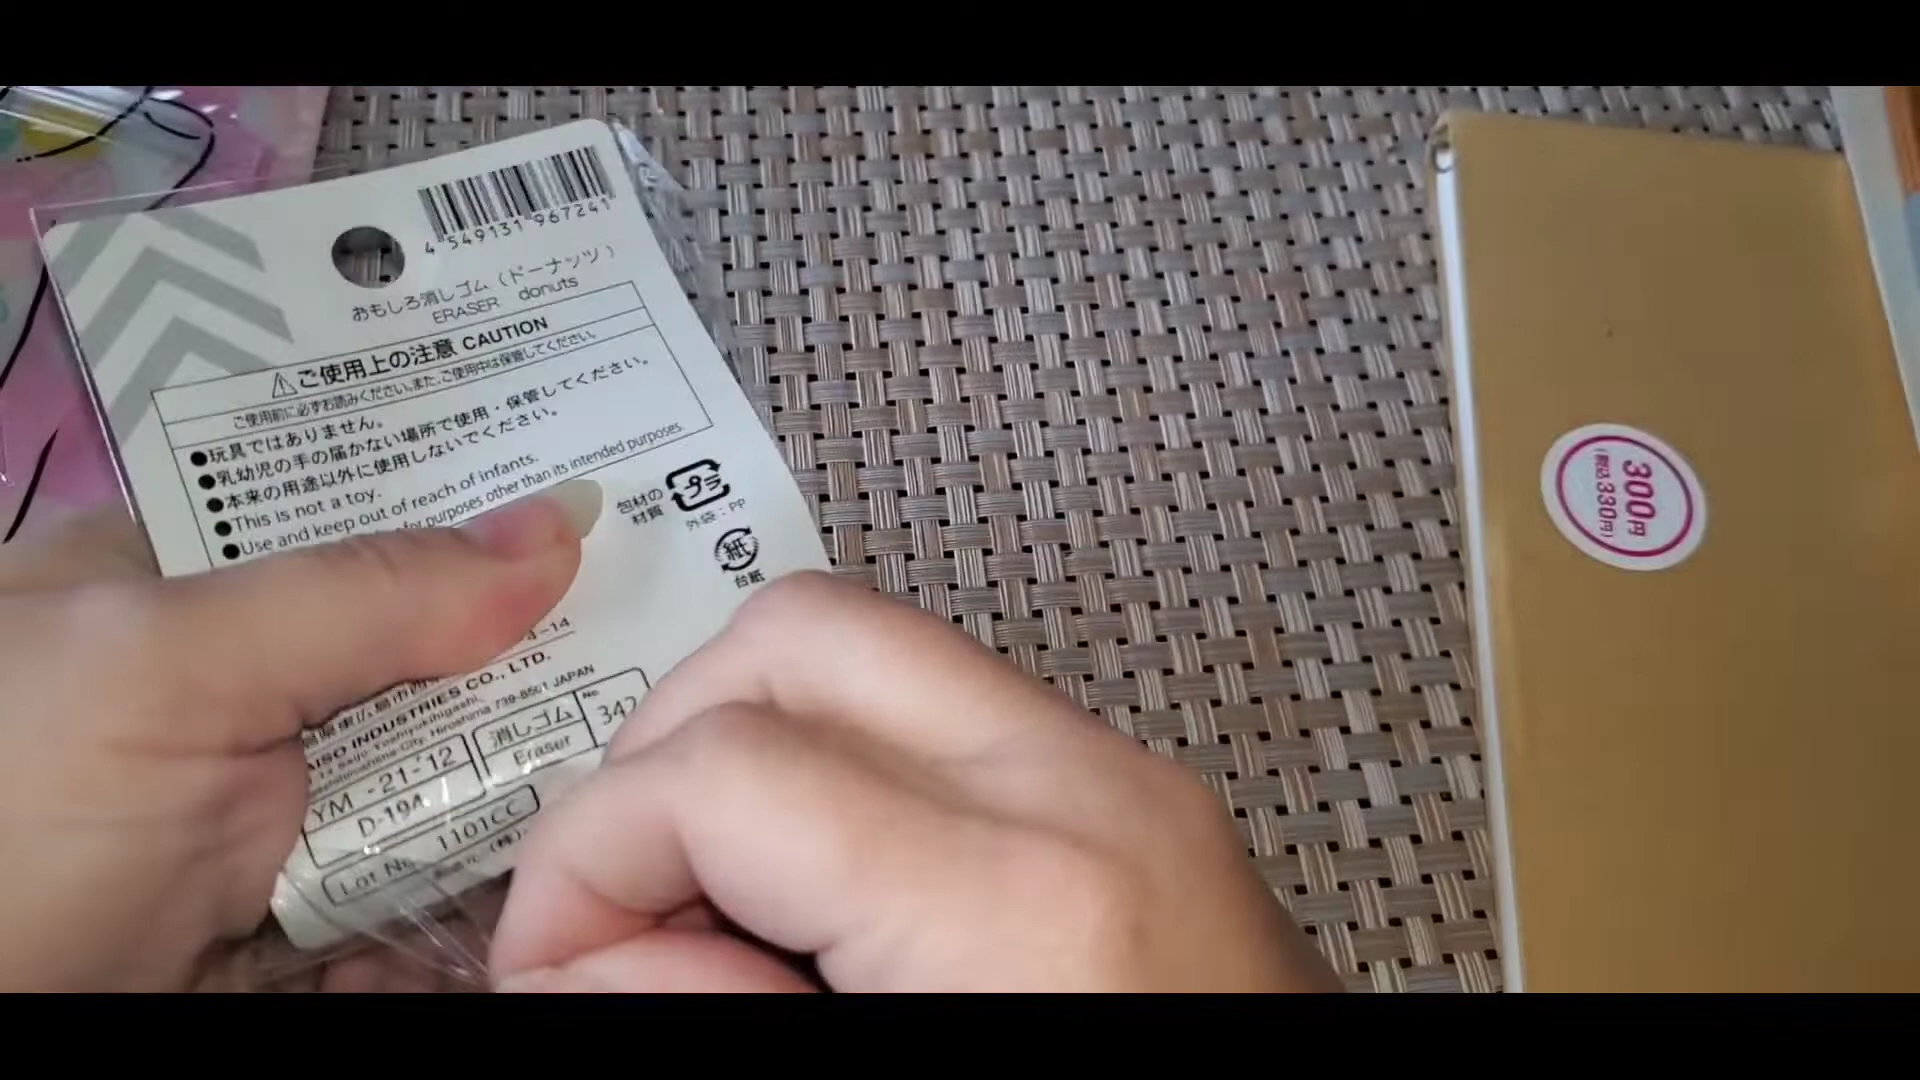 4 549131 967241
おもしろ消しゴム（ドーナッツ）
ERASER donuts
⚠ご使用上の注意 CAUTION
ご使用前に必ずお読みください。また、ご使用中は保管してください。
●玩具ではありません。
●乳幼児の手の届かない場所で使用・保管してください。
●本来の用途以外に使用しないでください。
●This is not a toy.
●Use and keep out of reach of infants.
for purposes other than its intended purposes.
包材の
材質
プラ
外袋：PP
紙
台紙
-14
AISO INDUSTRIES CO., LTD.
Hiroshima 739-8501 JAPAN
YM -21-'12
D-194
消しゴム
Eraser
No.
342
Lot No. 1101CC
300円
(税込330円)